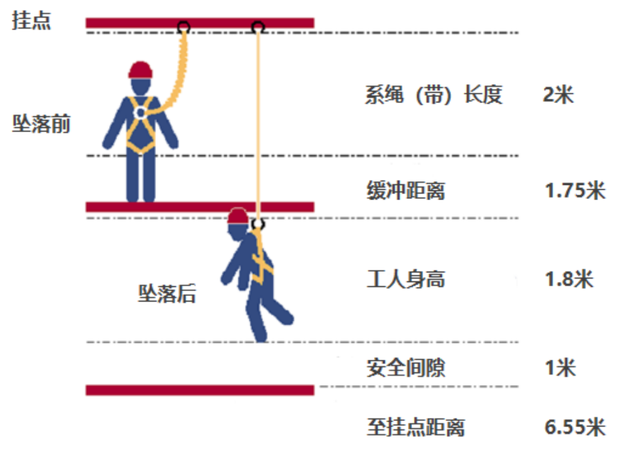 挂点
系绳（带）长度 2米
坠落前
缓冲距离 1.75米
坠落后 工人身高 1.8米
安全间隙 1米
至挂点距离 6.55米